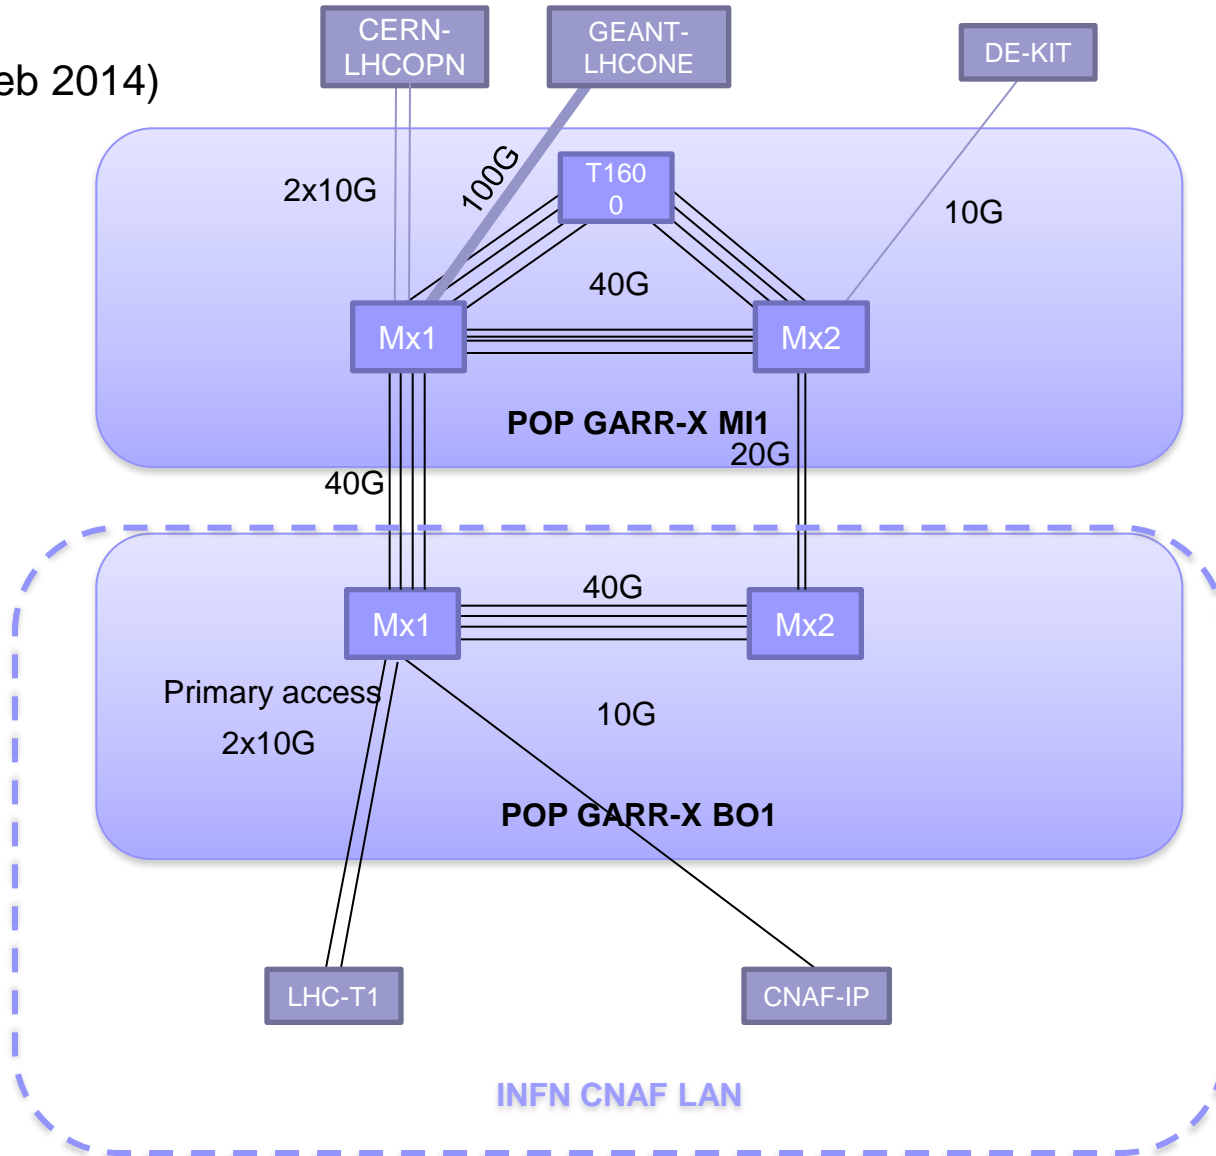 CERN-
LHCOPN
GEANT-
LHCONE
DE-KIT
eb 2014)
2x10G
100G
T160
0
10G
40G
Mx1
Mx2
POP GARR-X MI1
20G
40G
40G
Mx1
Mx2
Primary access
2x10G
10G
POP GARR-X BO1
LHC-T1
CNAF-IP
INFN CNAF LAN